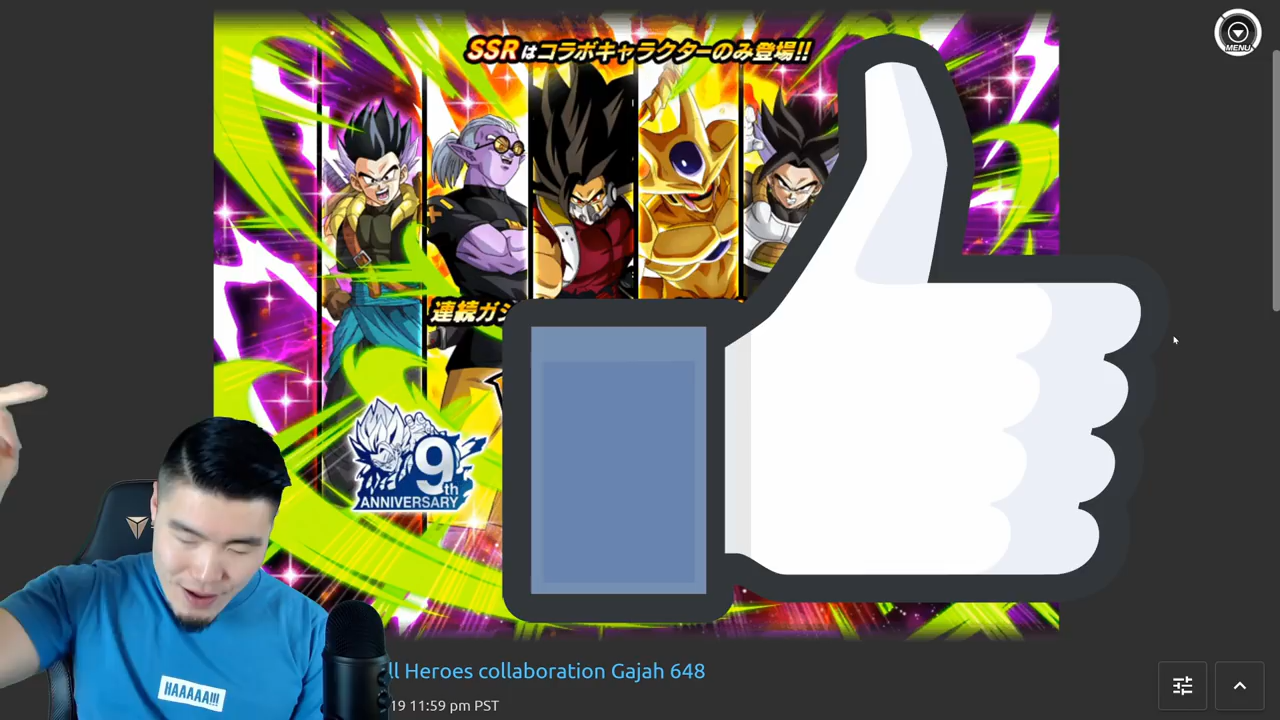 SSRはコラボキャラクターのみ登場!!
MENU
連続ガシ
9th
ANNIVERSARY
ll Heroes collaboration Gajah 648
HAAAAA!!!
19 11:59 pm PST